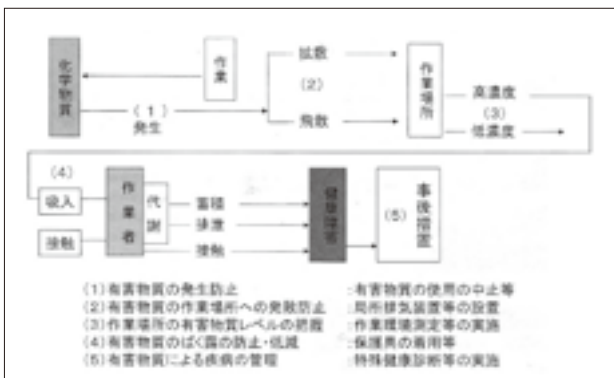 化学物質
作業
(1)
発生
拡散
(2)
飛散
作業場所
高濃度
(3)
低濃度
(4)
吸入
接触
作業者
代謝
蓄積
排泄
接触
健康障害
(5)
事後措置
(1)有害物質の発生防止 :有害物質の使用の中止等
(2)有害物質の作業場所への発散防止 :局所排気装置等の設置
(3)作業場所の有害物質レベルの把握 :作業環境測定等の実施
(4)有害物質のばく露の防止・低減 :保護具の着用等
(5)有害物質による疾病の管理 :特殊健康診断等の実施